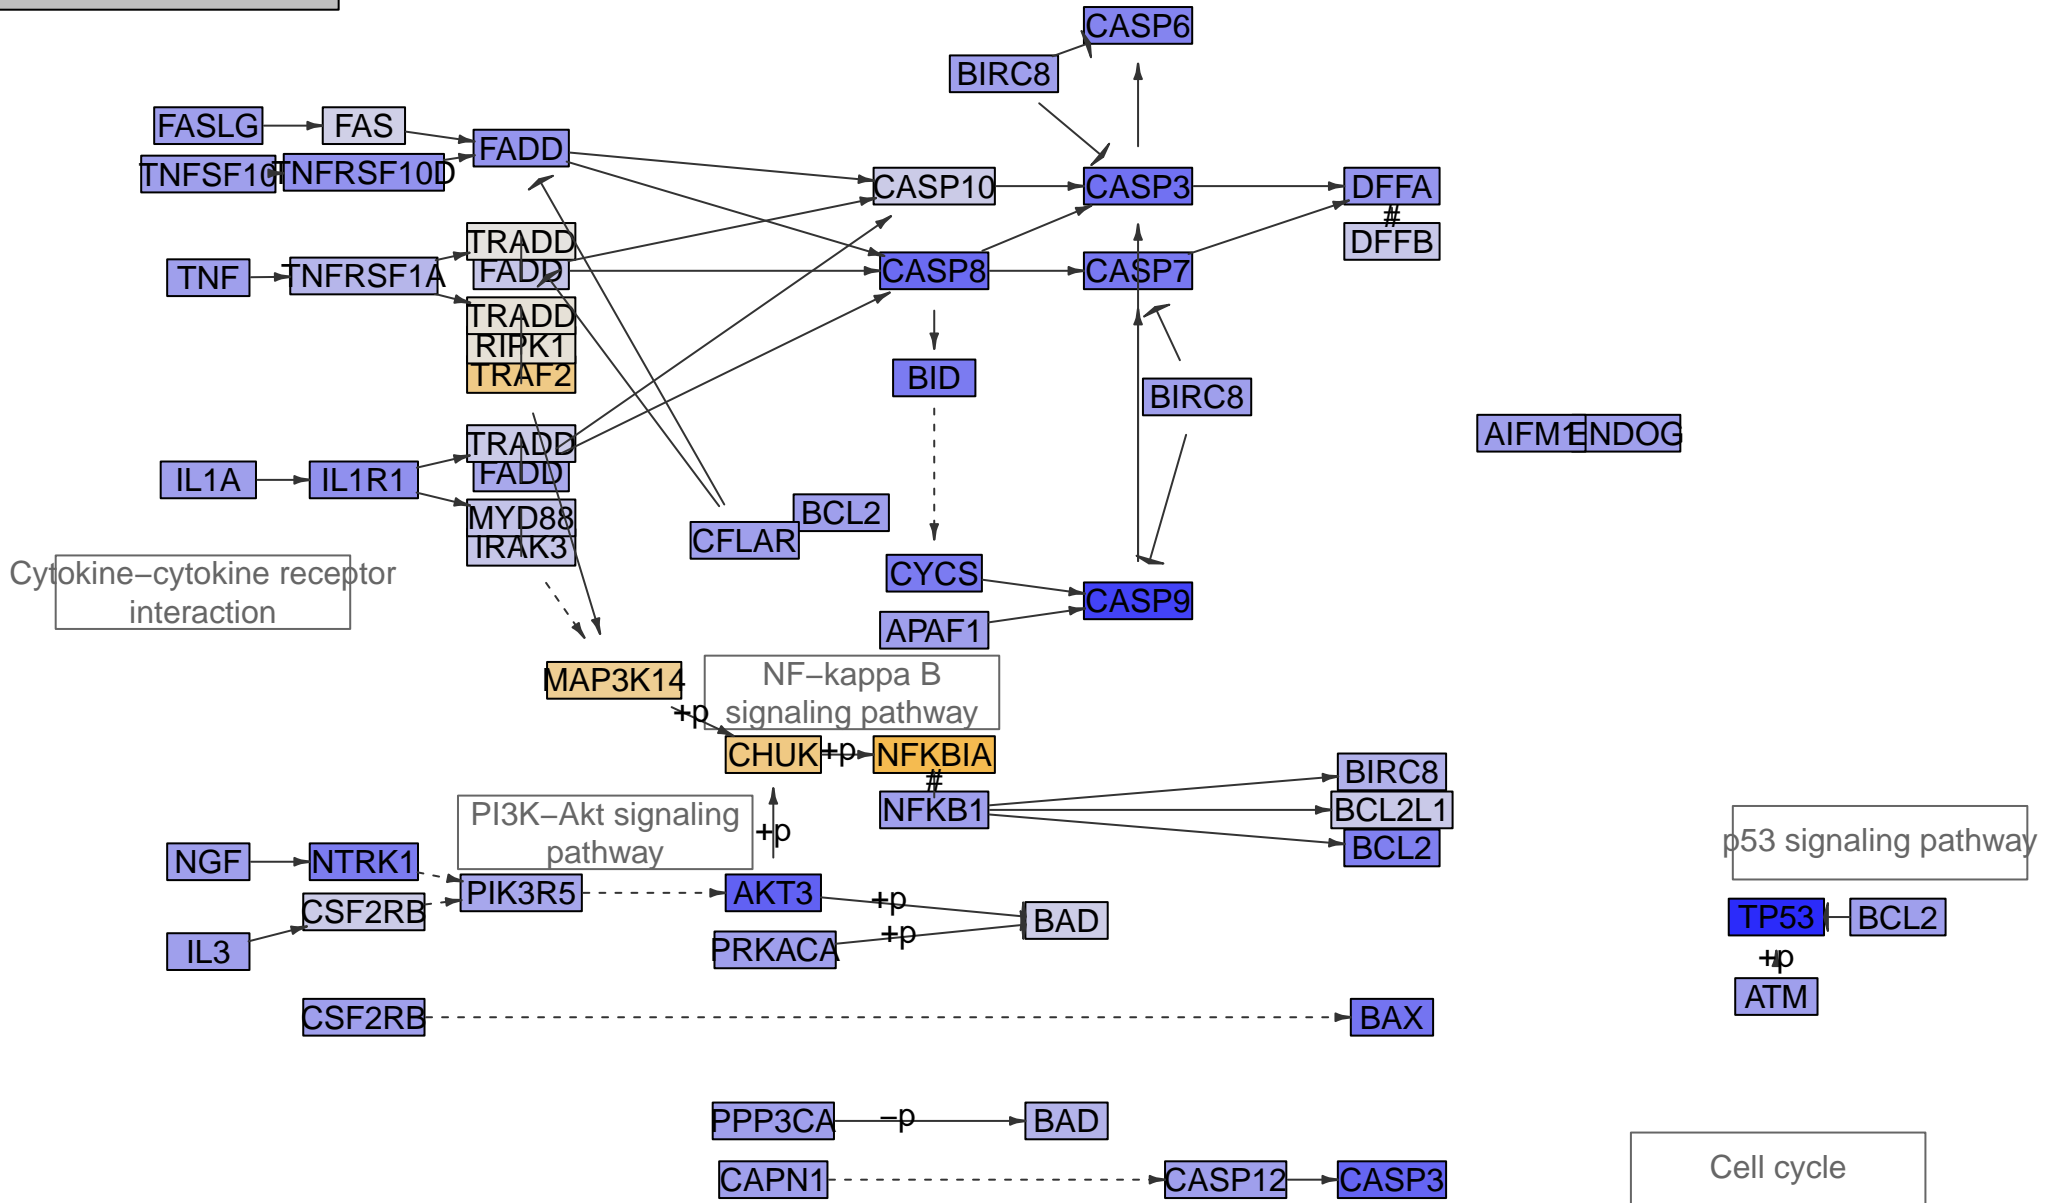 CASP6
BIRC8
FASLG
FAS
FADD
TNFSF10
TNFRSF10D
CASP10
CASP3
DFFA
#
DFFB
TRADD
FADD
TNF
TNFRSF1A
CASP8
CASP7
TRADD
RIPK1
TRAF2
BID
BIRC8
AIFM1
ENDOG
TRADD
FADD
IL1A
IL1R1
MYD88
IRAK3
BCL2
CFLAR
CYCS
CASP9
APAF1
Cytokine−cytokine receptor
interaction
MAP3K14
NF−kappa B
signaling pathway
+p
CHUK
+p
NFKBIA
#
NFKB1
BIRC8
BCL2L1
BCL2
PI3K−Akt signaling
pathway
+p
p53 signaling pathway
NGF
NTRK1
PIK3R5
AKT3
+p
CSF2RB
BAD
TP53
BCL2
IL3
PRKACA
+p
+p
ATM
CSF2RB
BAX
PPP3CA
−p
BAD
CAPN1
CASP12
CASP3
Cell cycle